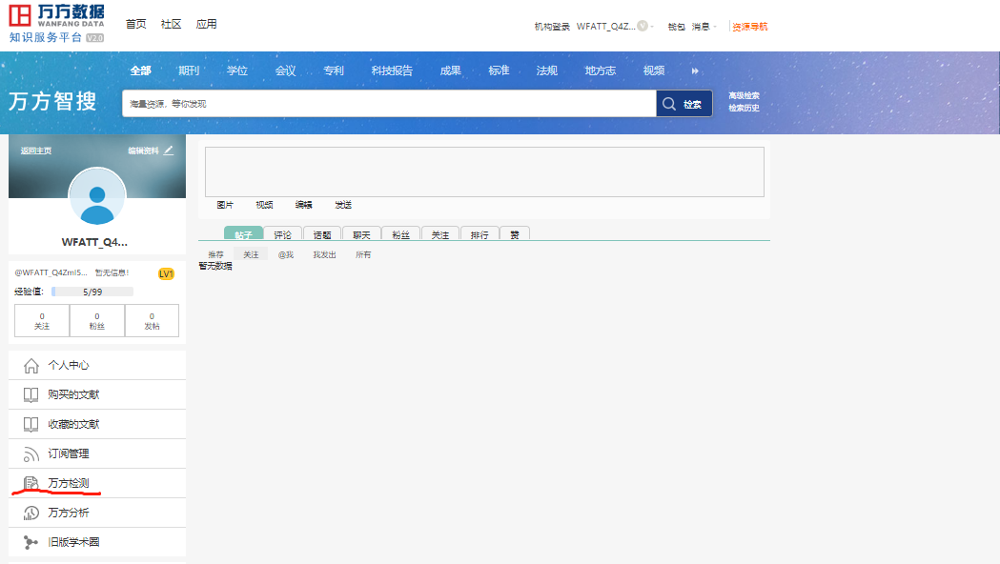 万方数据
WANFANG DATA
知识服务平台 V2.0
首页 社区 应用
机构登录 WFATT_Q4Z... V 钱包 消息 资源导航
全部 期刊 学位 会议 专利 科技报告 成果 标准 法规 地方志 视频
万方智搜
海量资源，等你发现
检索
高级检索
检索历史
返回主页 编辑资料
WFATT_Q4...
@WFATT_Q4ZmI5... 暂无信息! LV1
经验值: 5/99
0 0 0
关注 粉丝 发帖
个人中心
购买的文献
收藏的文献
订阅管理
万方检测
万方分析
旧版学术圈
图片 视频 编辑 发送
帖子 评论 话题 聊天 粉丝 关注 排行 赞
推荐 关注 @我 我发出 所有
暂无数据